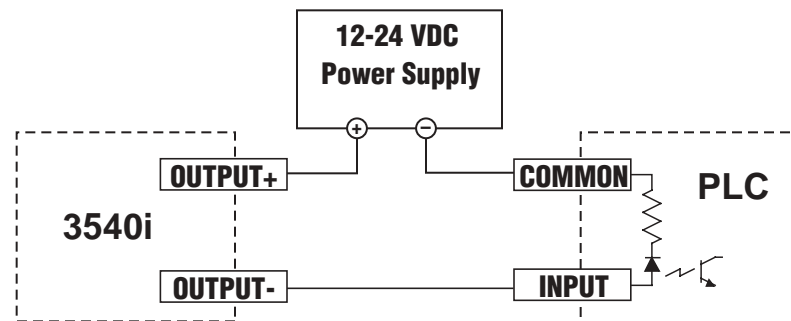 12-24 VDC
Power Supply
+ −
OUTPUT+
COMMON
PLC
3540i
OUTPUT-
INPUT